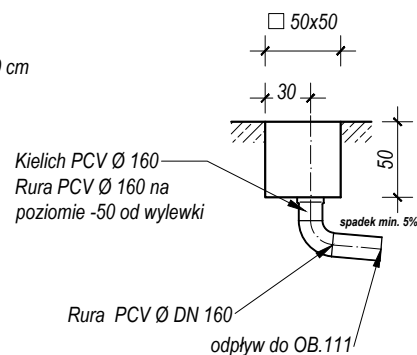 □ 50x50
cm
30
50
Kielich PCV Ø 160
Rura PCV Ø 160 na
poziomie -50 od wylewki
spadek min. 5%
Rura PCV Ø DN 160
odpływ do OB.111